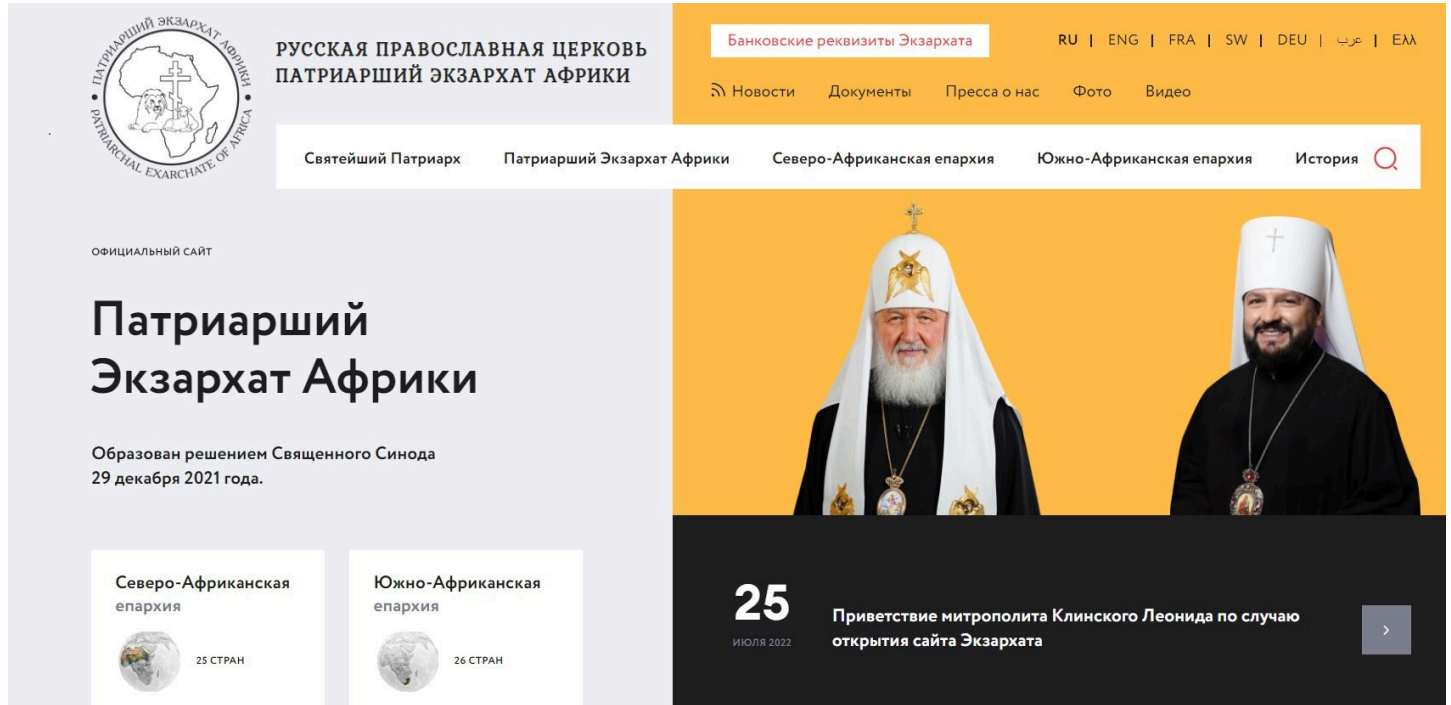 ПАТРИАРШИЙ ЭКЗАРХАТ АФРИКИ
PATRIARCHAL EXARCHATE OF AFRICA
РУССКАЯ ПРАВОСЛАВНАЯ ЦЕРКОВЬ
ПАТРИАРШИЙ ЭКЗАРХАТ АФРИКИ
Банковские реквизиты Экзархата
RU | ENG | FRA | SW | DEU | عرب | Ελλ
Новости Документы Пресса о нас Фото Видео
Святейший Патриарх Патриарший Экзархат Африки Северо-Африканская епархия Южно-Африканская епархия История
ОФИЦИАЛЬНЫЙ САЙТ
Патриарший
Экзархат Африки
Образован решением Священного Синода
29 декабря 2021 года.
Северо-Африканская
епархия
25 СТРАН
Южно-Африканская
епархия
26 СТРАН
25
ИЮЛЯ 2022
Приветствие митрополита Клинского Леонида по случаю
открытия сайта Экзархата